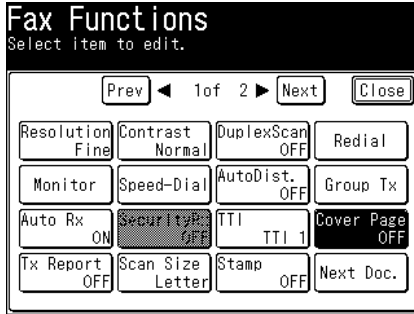 Fax Functions
Select item to edit.
Prev ◀ 1of 2 ▶ Next Close
Resolution Contrast DuplexScan Redial
Fine Normal OFF
Monitor Speed-Dial AutoDist. Group Tx
OFF
Auto Rx TTI Cover Page
ON OFF TTI 1 OFF
Tx Report Scan Size Stamp Next Doc.
OFF Letter OFF